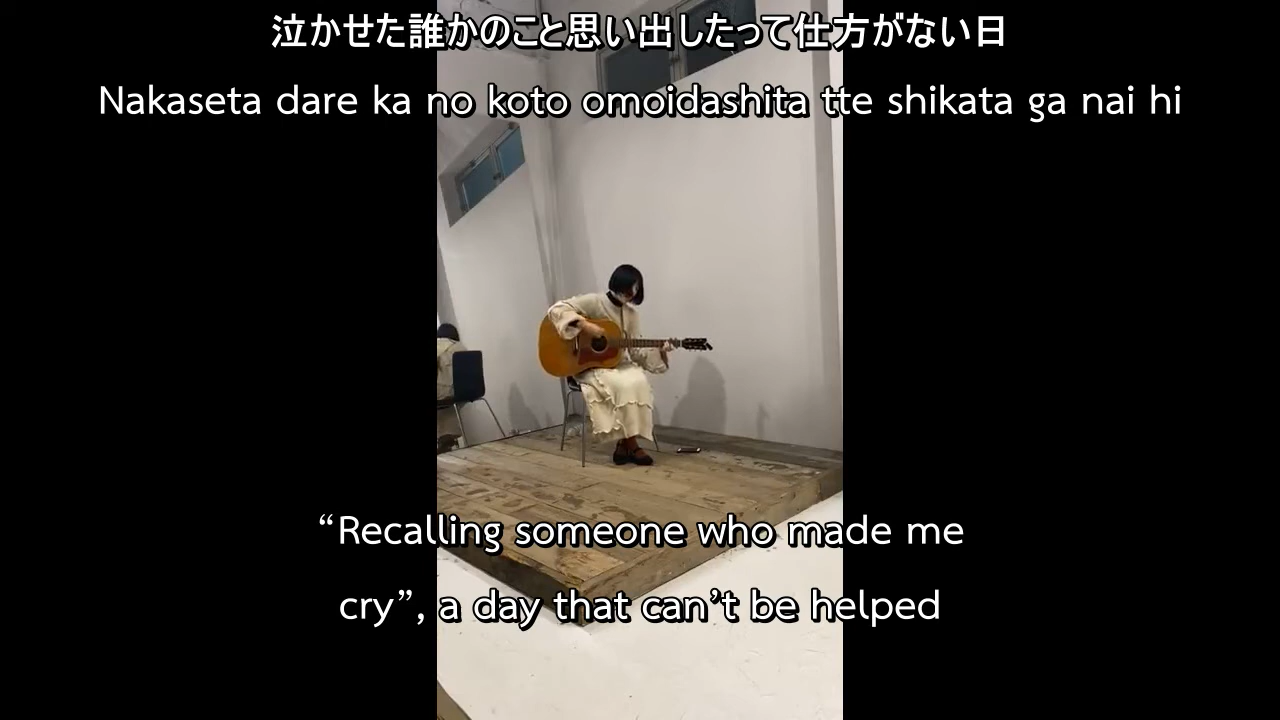 泣かせた誰かのこと思い出したって仕方がない日
Nakaseta dare ka no koto omoidashita tte shikata ga nai hi
“Recalling someone who made me
cry”, a day that can’t be helped